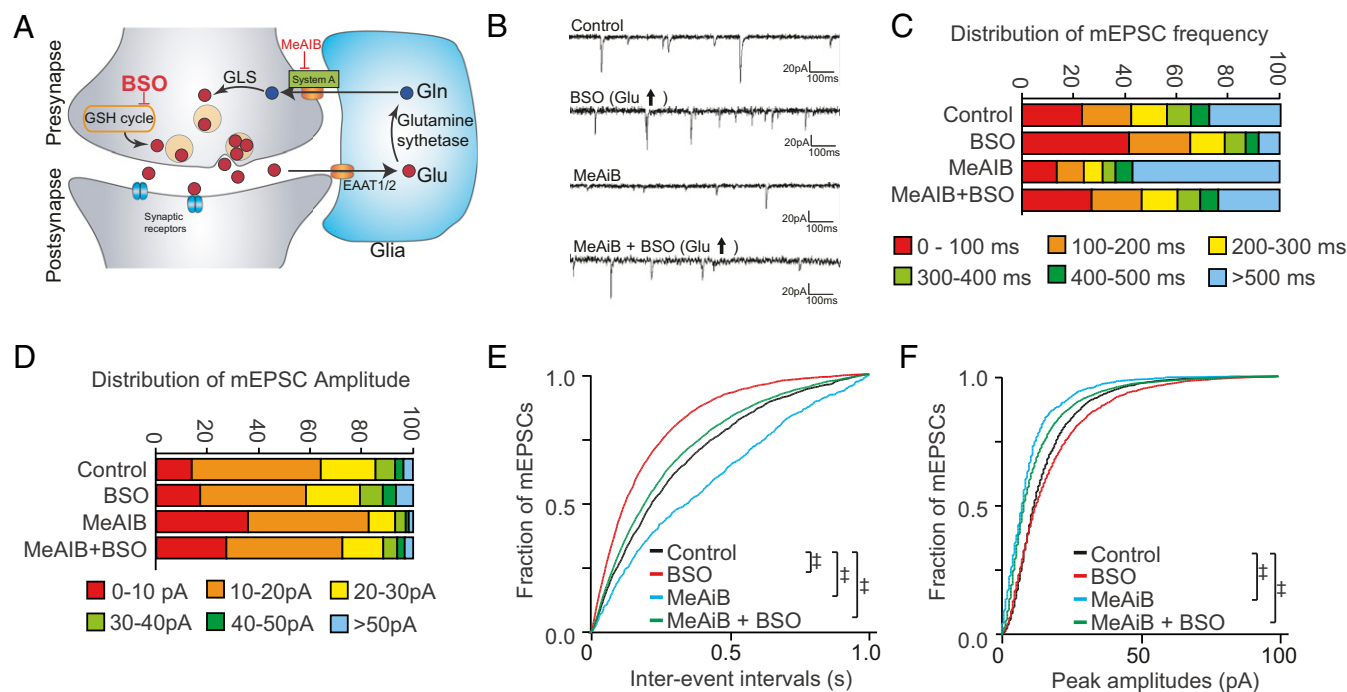 A
Presynapse
Postsynapse
MeAIB
BSO
GLS
System A
Gln
GSH cycle
Glutamine
sythetase
EAAT1/2
Glu
Synaptic
receptors
Glia
B
Control
20pA
100ms
BSO (Glu ⬆ )
20pA
100ms
MeAiB
20pA
100ms
MeAiB + BSO (Glu ⬆ )
20pA
100ms
C
Distribution of mEPSC frequency
0 20 40 60 80 100
Control
BSO
MeAIB
MeAIB+BSO
0 - 100 ms 100-200 ms 200-300 ms
300-400 ms 400-500 ms >500 ms
D
Distribution of mEPSC Amplitude
0 20 40 60 80 100
Control
BSO
MeAIB
MeAIB+BSO
0-10 pA 10-20pA 20-30pA
30-40pA 40-50pA >50pA
E
Fraction of mEPSCs
1.0
0.5
0.0
Control
BSO
MeAiB
MeAiB + BSO
‡ ‡ ‡
0 0.5 1.0
Inter-event intervals (s)
F
Fraction of mEPSCs
1.0
0.5
0.0
Control
BSO
MeAiB
MeAiB + BSO
‡ ‡
0 50 100
Peak amplitudes (pA)